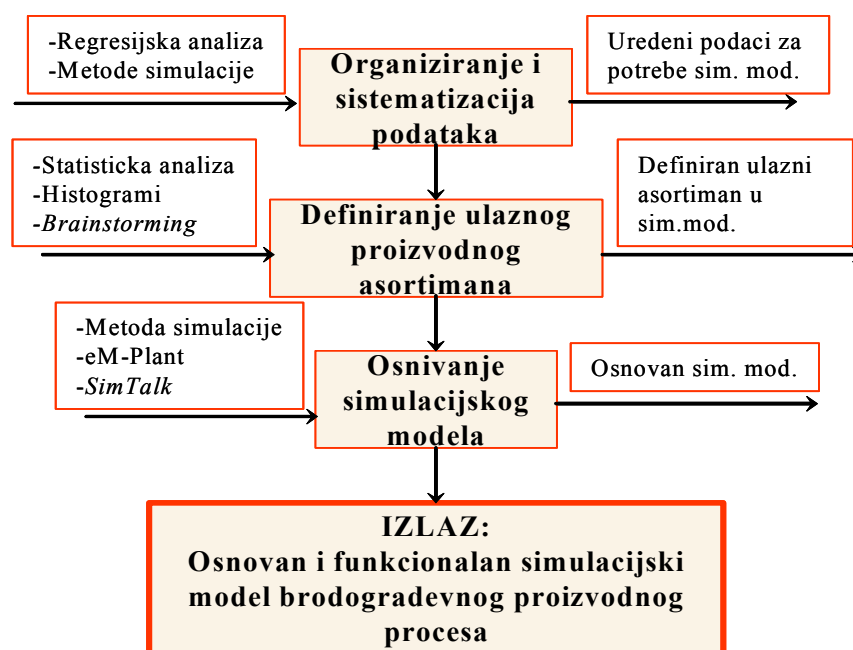 -Regresijska analiza
-Metode simulacije
Organiziranje i
sistematizacija
podataka
Uredeni podaci za
potrebe sim. mod.
-Statisticka analiza
-Histogrami
-Brainstorming
Definiranje ulaznog
proizvodnog
asortimana
Definiran ulazni
asortiman u
sim.mod.
-Metoda simulacije
-eM-Plant
-SimTalk
Osnivanje
simulacijskog
modela
Osnovan sim. mod.
IZLAZ:
Osnovan i funkcionalan simulacijski
model brodogradevnog proizvodnog
procesa